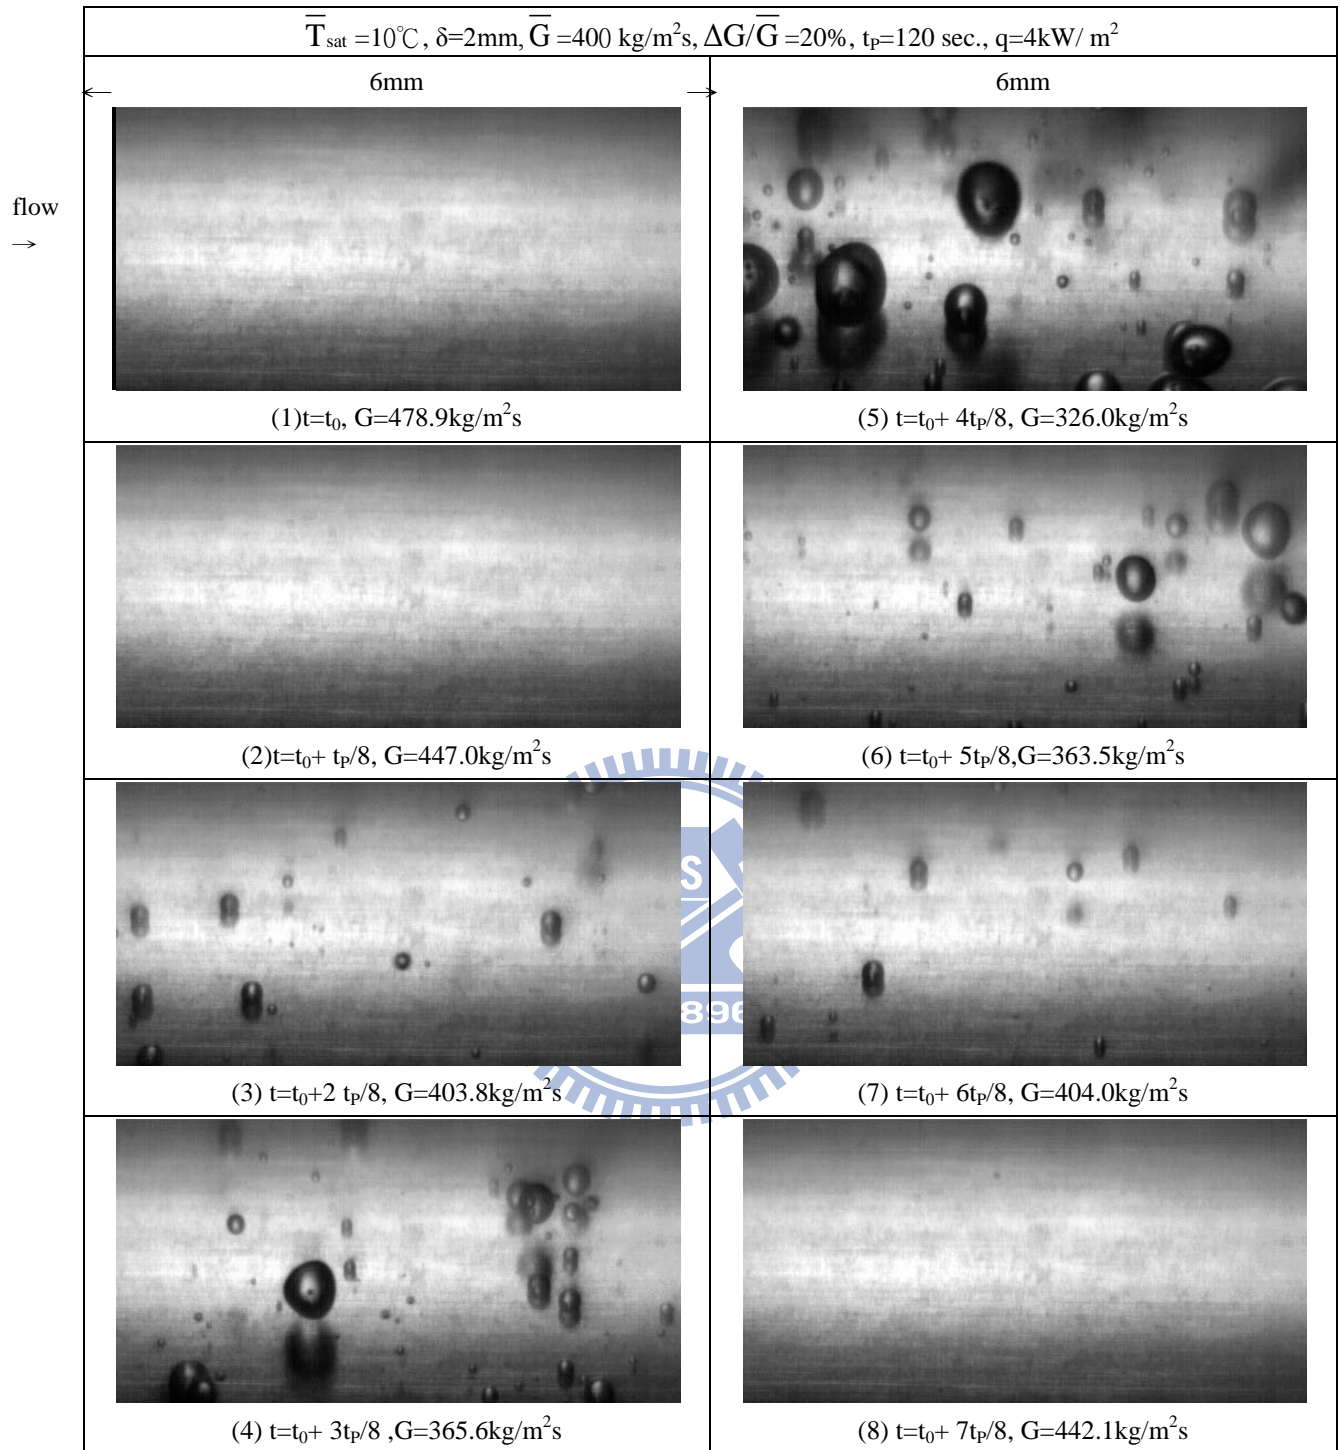 T̅sat =10℃, δ=2mm, G̅ =400 kg/m²s, ΔG/G̅ =20%, tP=120 sec., q=4kW/ m²
6mm
6mm
flow
(1)t=t₀, G=478.9kg/m²s
(5) t=t₀+ 4tP/8, G=326.0kg/m²s
(2)t=t₀+ tP/8, G=447.0kg/m²s
(6) t=t₀+ 5tP/8,G=363.5kg/m²s
S
896
(3) t=t₀+2 tP/8, G=403.8kg/m²s
(7) t=t₀+ 6tP/8, G=404.0kg/m²s
(4) t=t₀+ 3tP/8 ,G=365.6kg/m²s
(8) t=t₀+ 7tP/8, G=442.1kg/m²s